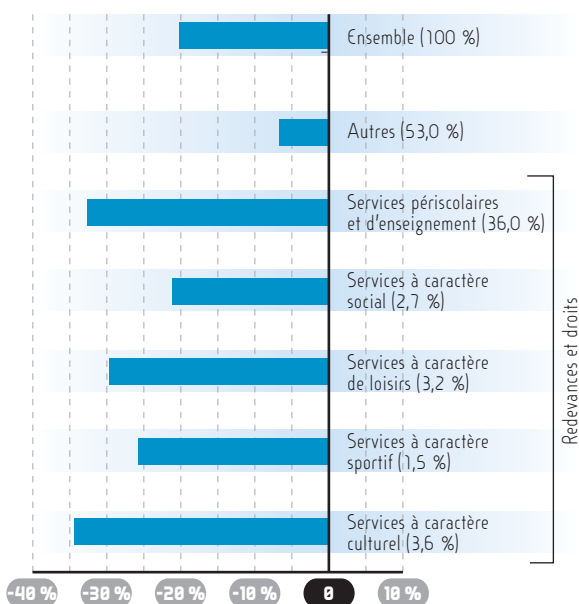 Ensemble (100 %)
Autres (53,0 %)
Services périscolaires
et d'enseignement (36,0 %)
Services à caractère
social (2,7 %)
Services à caractère
de loisirs (3,2 %)
Services à caractère
sportif (1,5 %)
Services à caractère
culturel (3,6 %)
Redevances et droits
-40 % -30 % -20 % -10 % 0 10 %